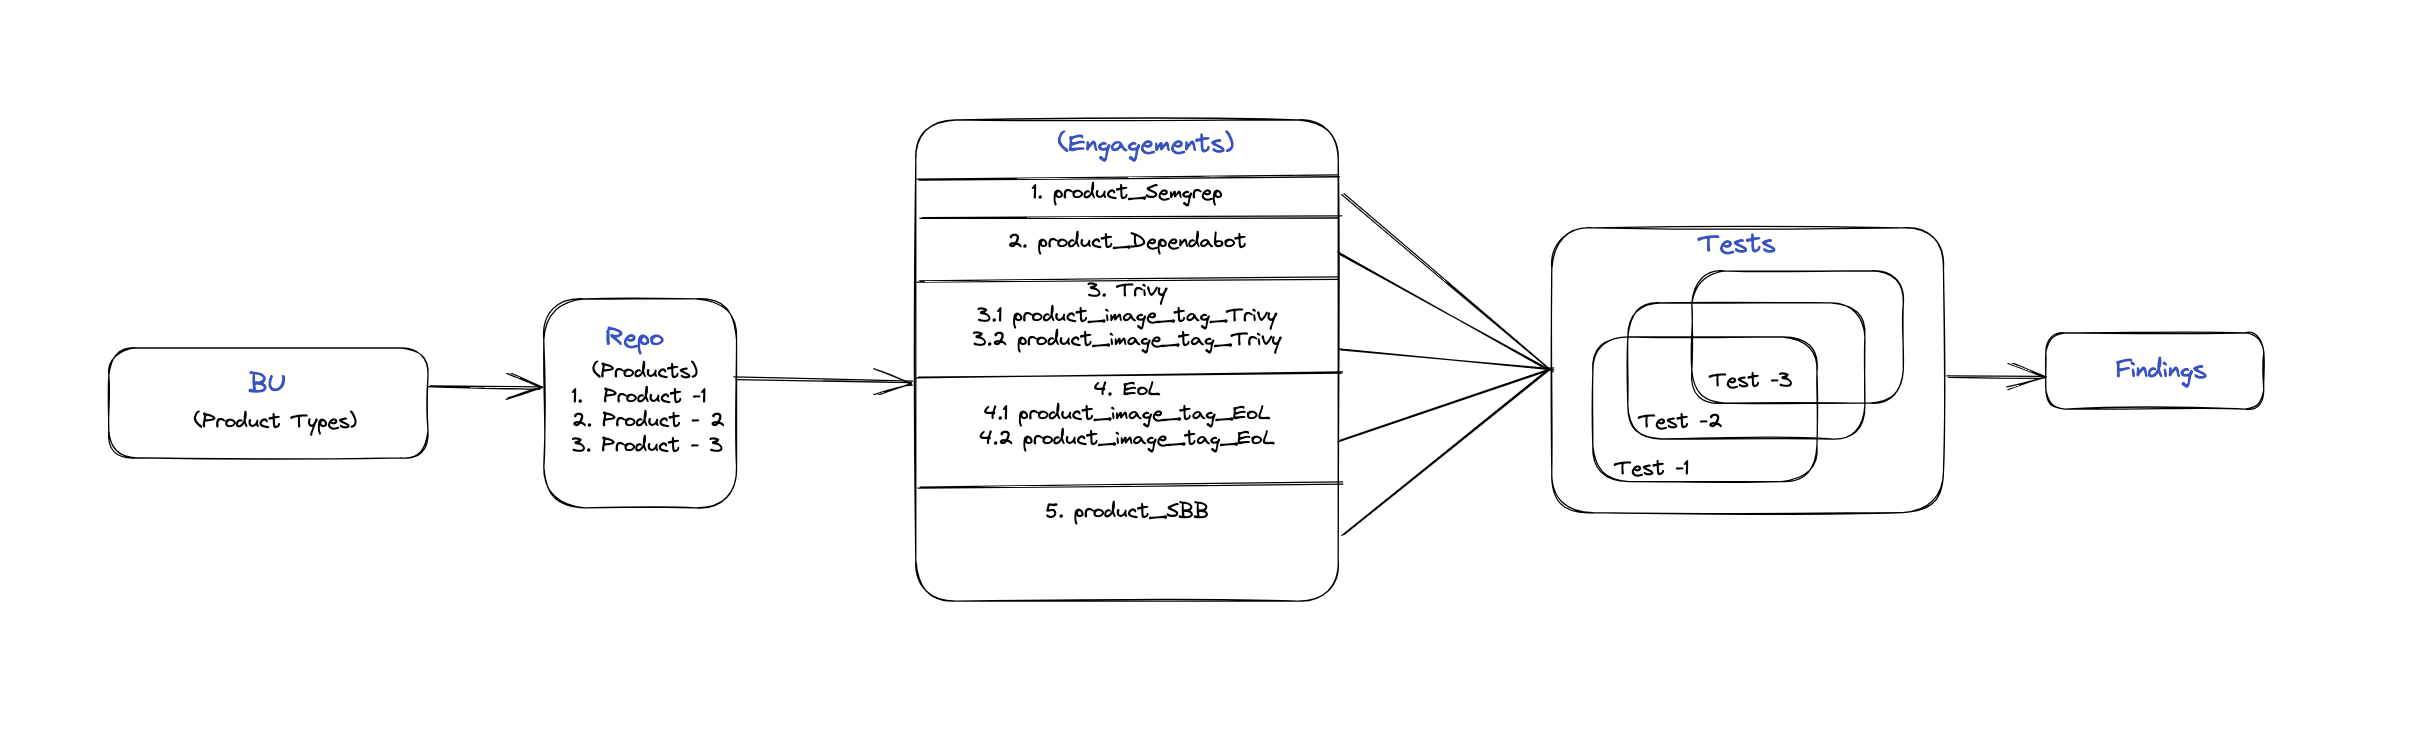 BU
(Product Types)
Repo
(Products)
1. Product -1
2. Product - 2
3. Product - 3
(Engagements)
1. product_Semgrep
2. product_Dependabot
3. Trivy
3.1 product_image_tag_Trivy
3.2 product_image_tag_Trivy
4. EoL
4.1 product_image_tag_EoL
4.2 product_image_tag_EoL
5. product_SBB
Tests
Test -3
Test -2
Test -1
Findings